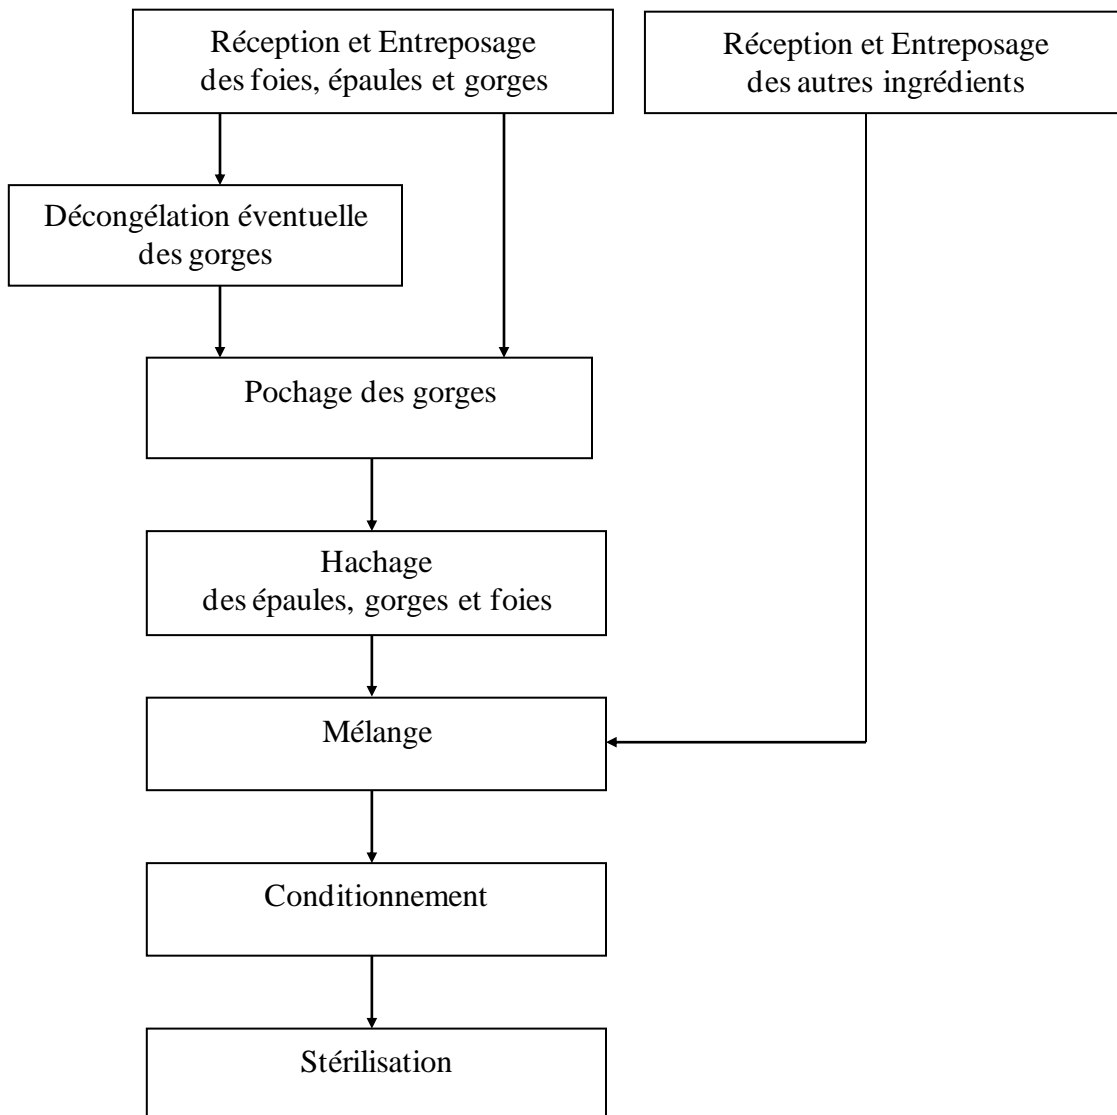 Réception et Entreposage
des foies, épaules et gorges
Réception et Entreposage
des autres ingrédients
Décongélation éventuelle
des gorges
Pochage des gorges
Hachage
des épaules, gorges et foies
Mélange
Conditionnement
Stérilisation